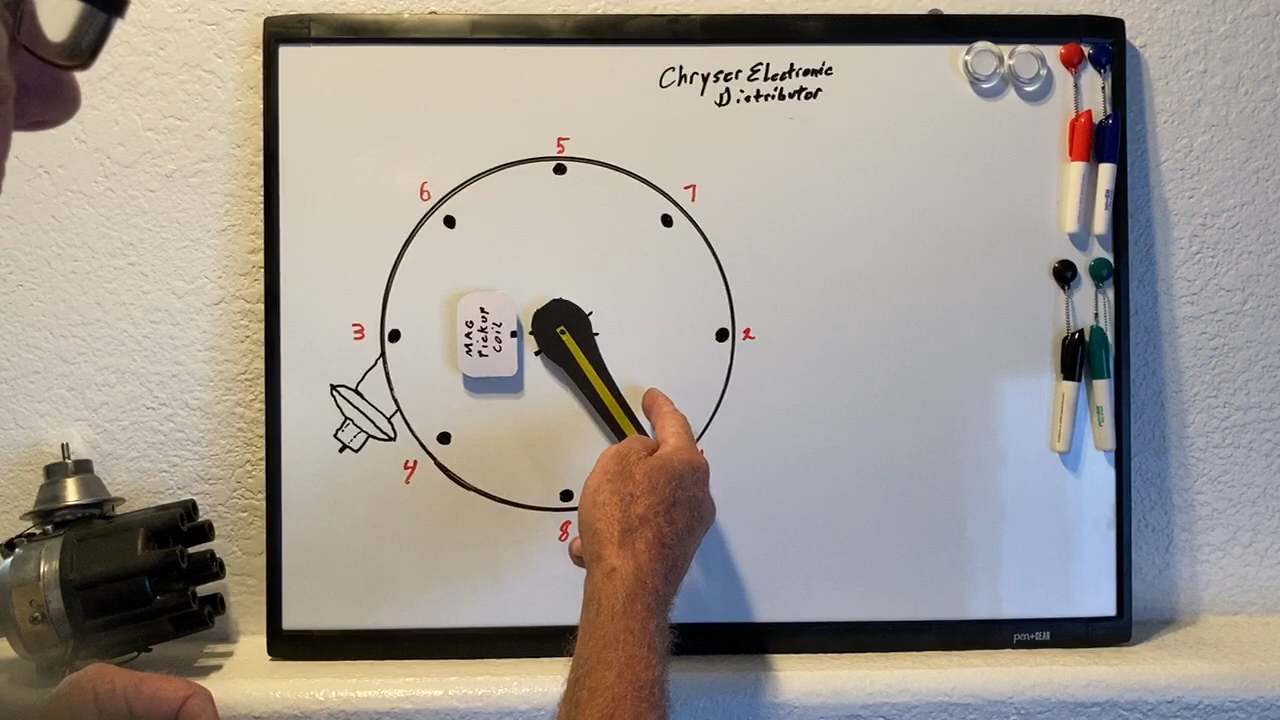 Chryser Electronic
Distributor
5
6
7
MAG
Pickup
coil
3
2
4
8
pen+GEAR